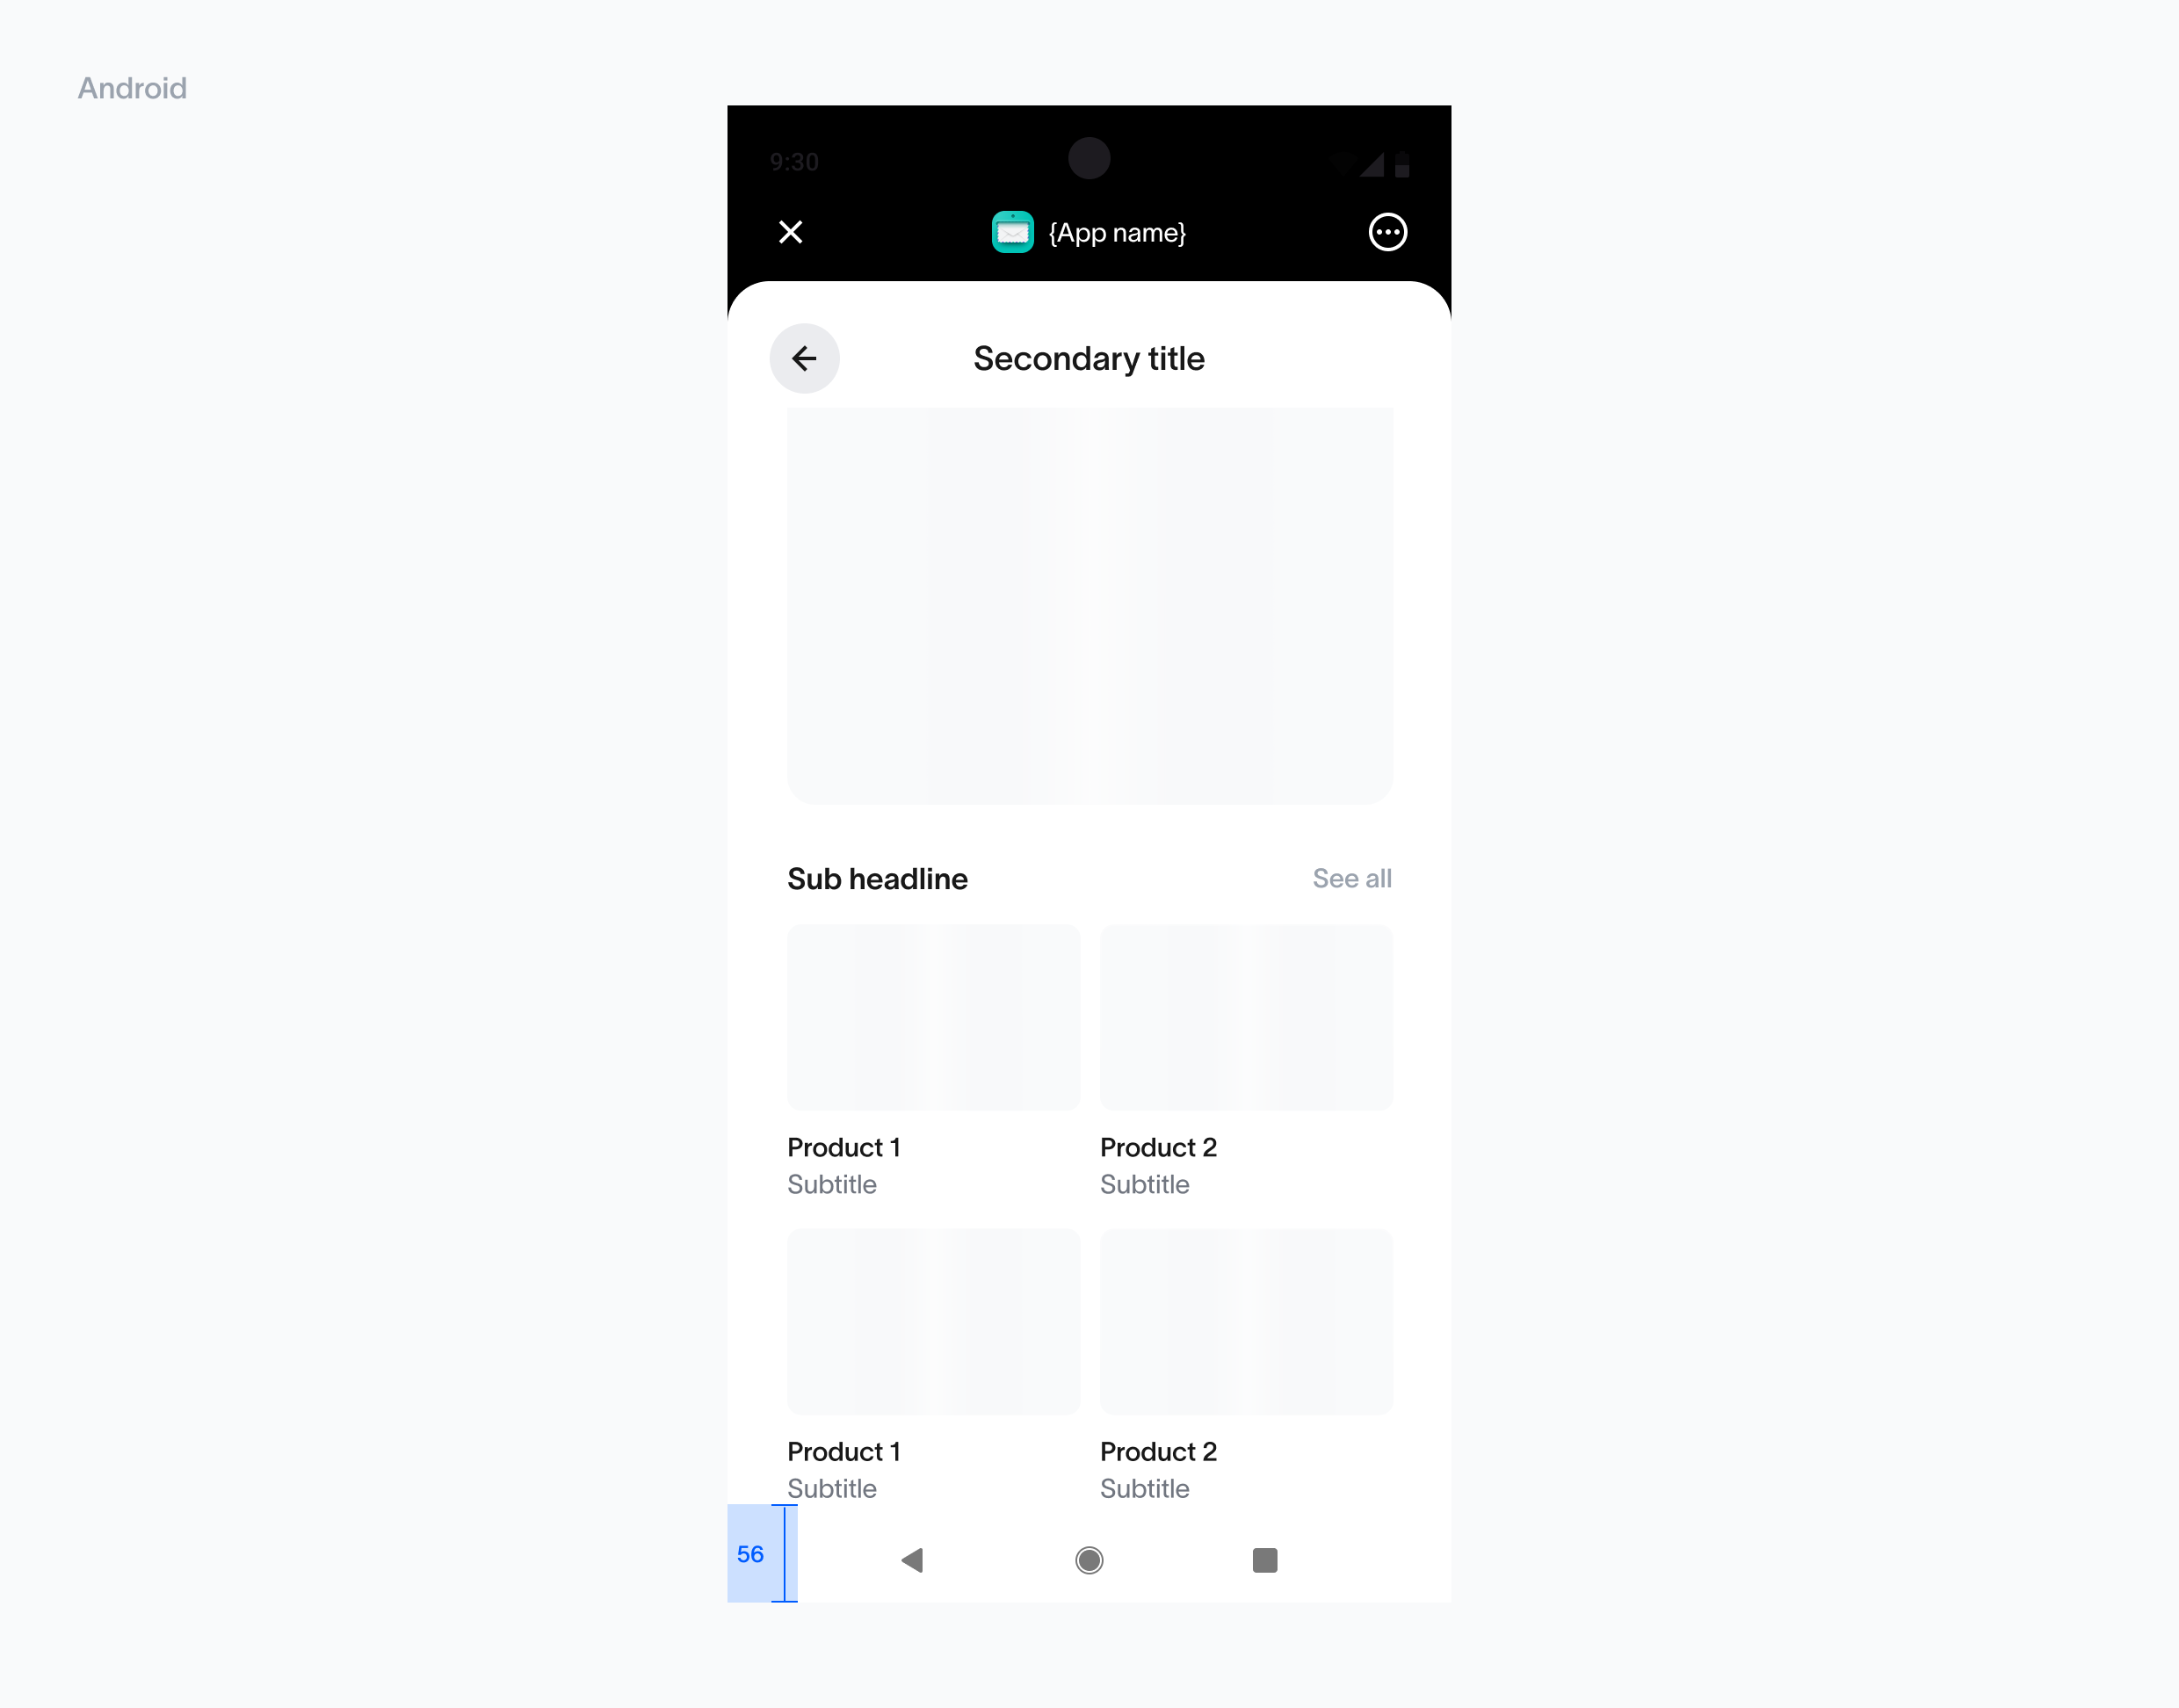 Android
9:30
{App name}
Secondary title
Sub headline
See all
Product 1
Product 2
Subtitle
Subtitle
Product 1
Product 2
Subtitle
Subtitle
56